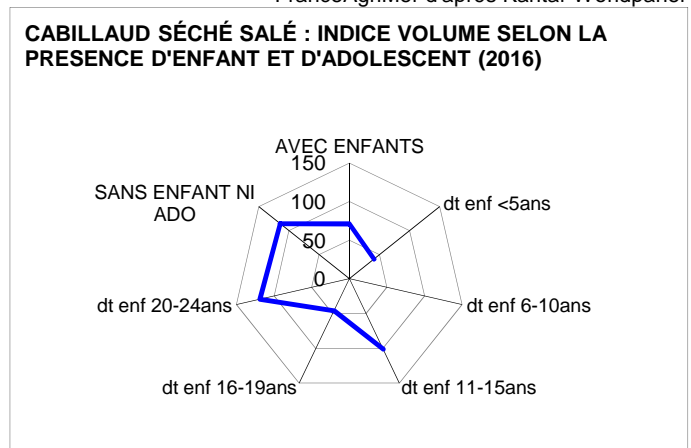 FranceAgriMer d'après Kantar Worldpanel
CABILLAUD SÉCHÉ SALÉ : INDICE VOLUME SELON LA
PRESENCE D'ENFANT ET D'ADOLESCENT (2016)
AVEC ENFANTS
150
SANS ENFANT NI
ADO
100
dt enf <5ans
50
0
dt enf 20-24ans
dt enf 6-10ans
dt enf 16-19ans
dt enf 11-15ans